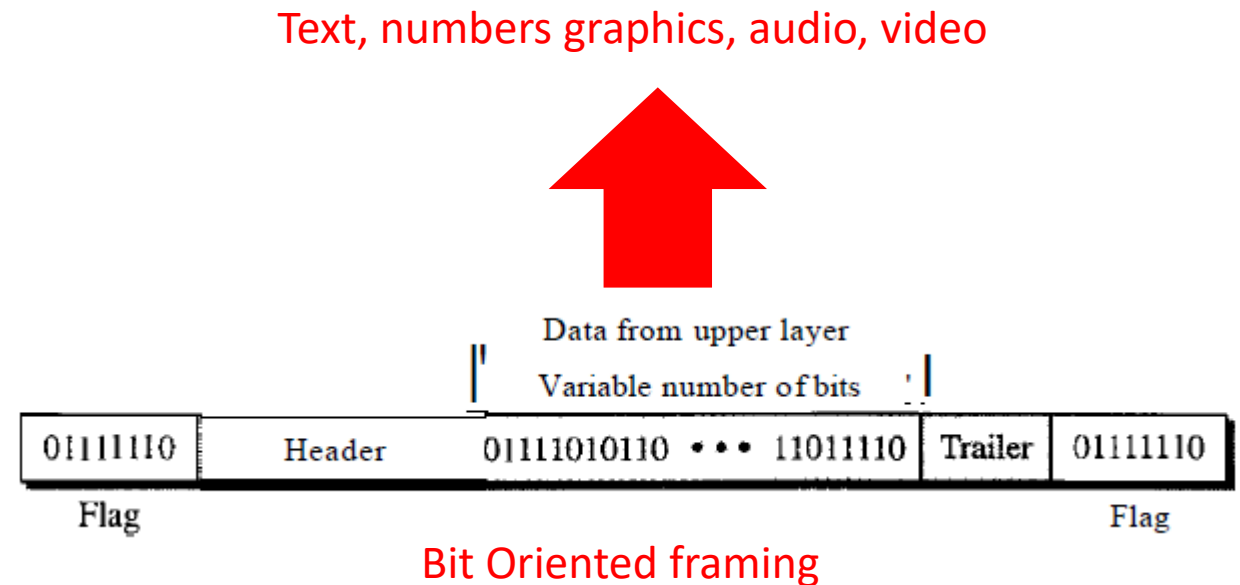 Text, numbers graphics, audio, video
Data from upper layer
Variable number of bits
01111110 Header 01111010110 ••• 11011110 Trailer 01111110
Flag Flag
Bit Oriented framing